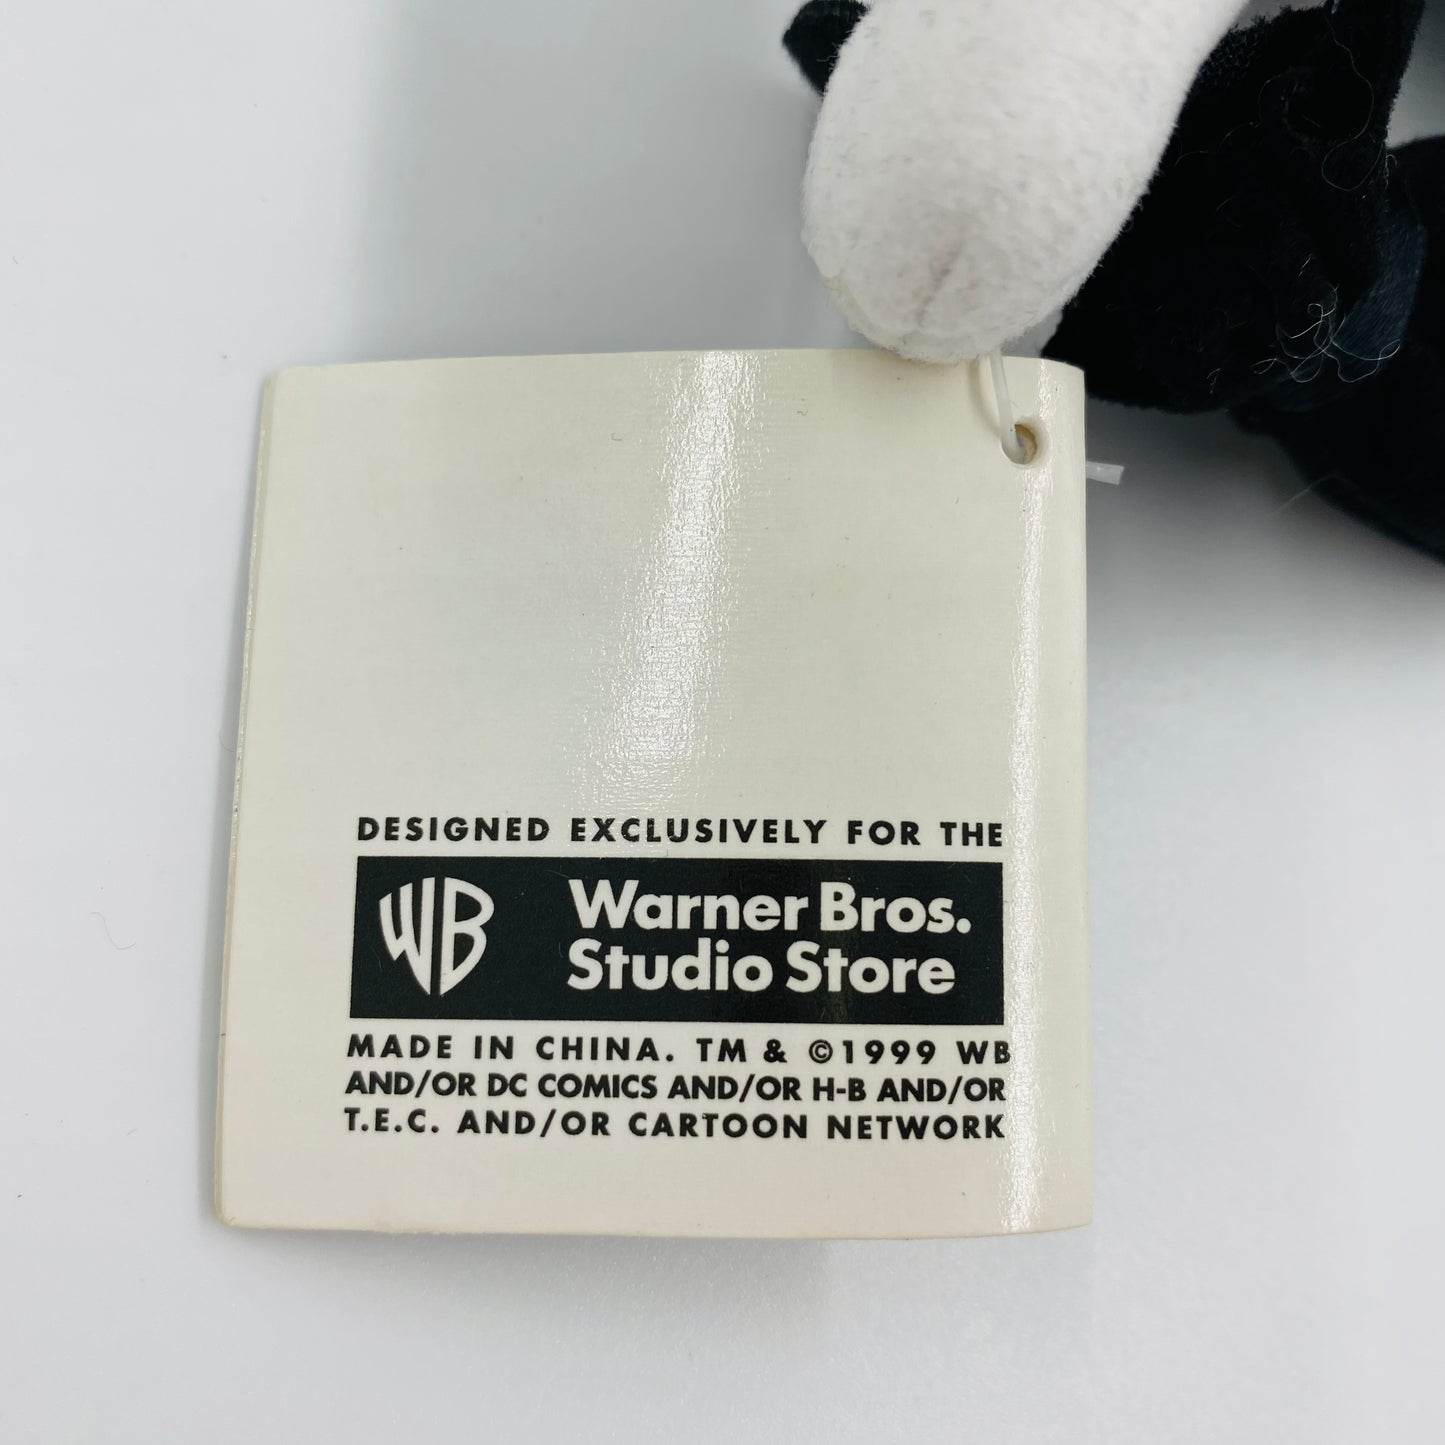 DESIGNED EXCLUSIVELY FOR THE
WB
Warner Bros.
Studio Store
MADE IN CHINA. TM & ©1999 WB
AND/OR DC COMICS AND/OR H-B AND/OR
T.E.C. AND/OR CARTOON NETWORK